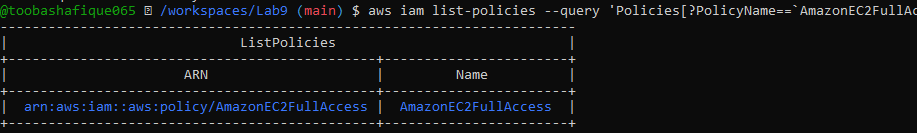 @toobashafique065 /workspaces/Lab9 (main) $ aws iam list-policies --query 'Policies[?PolicyName==`AmazonEC2FullAc
ListPolicies
ARN | Name
arn:aws:iam::aws:policy/AmazonEC2FullAccess | AmazonEC2FullAccess